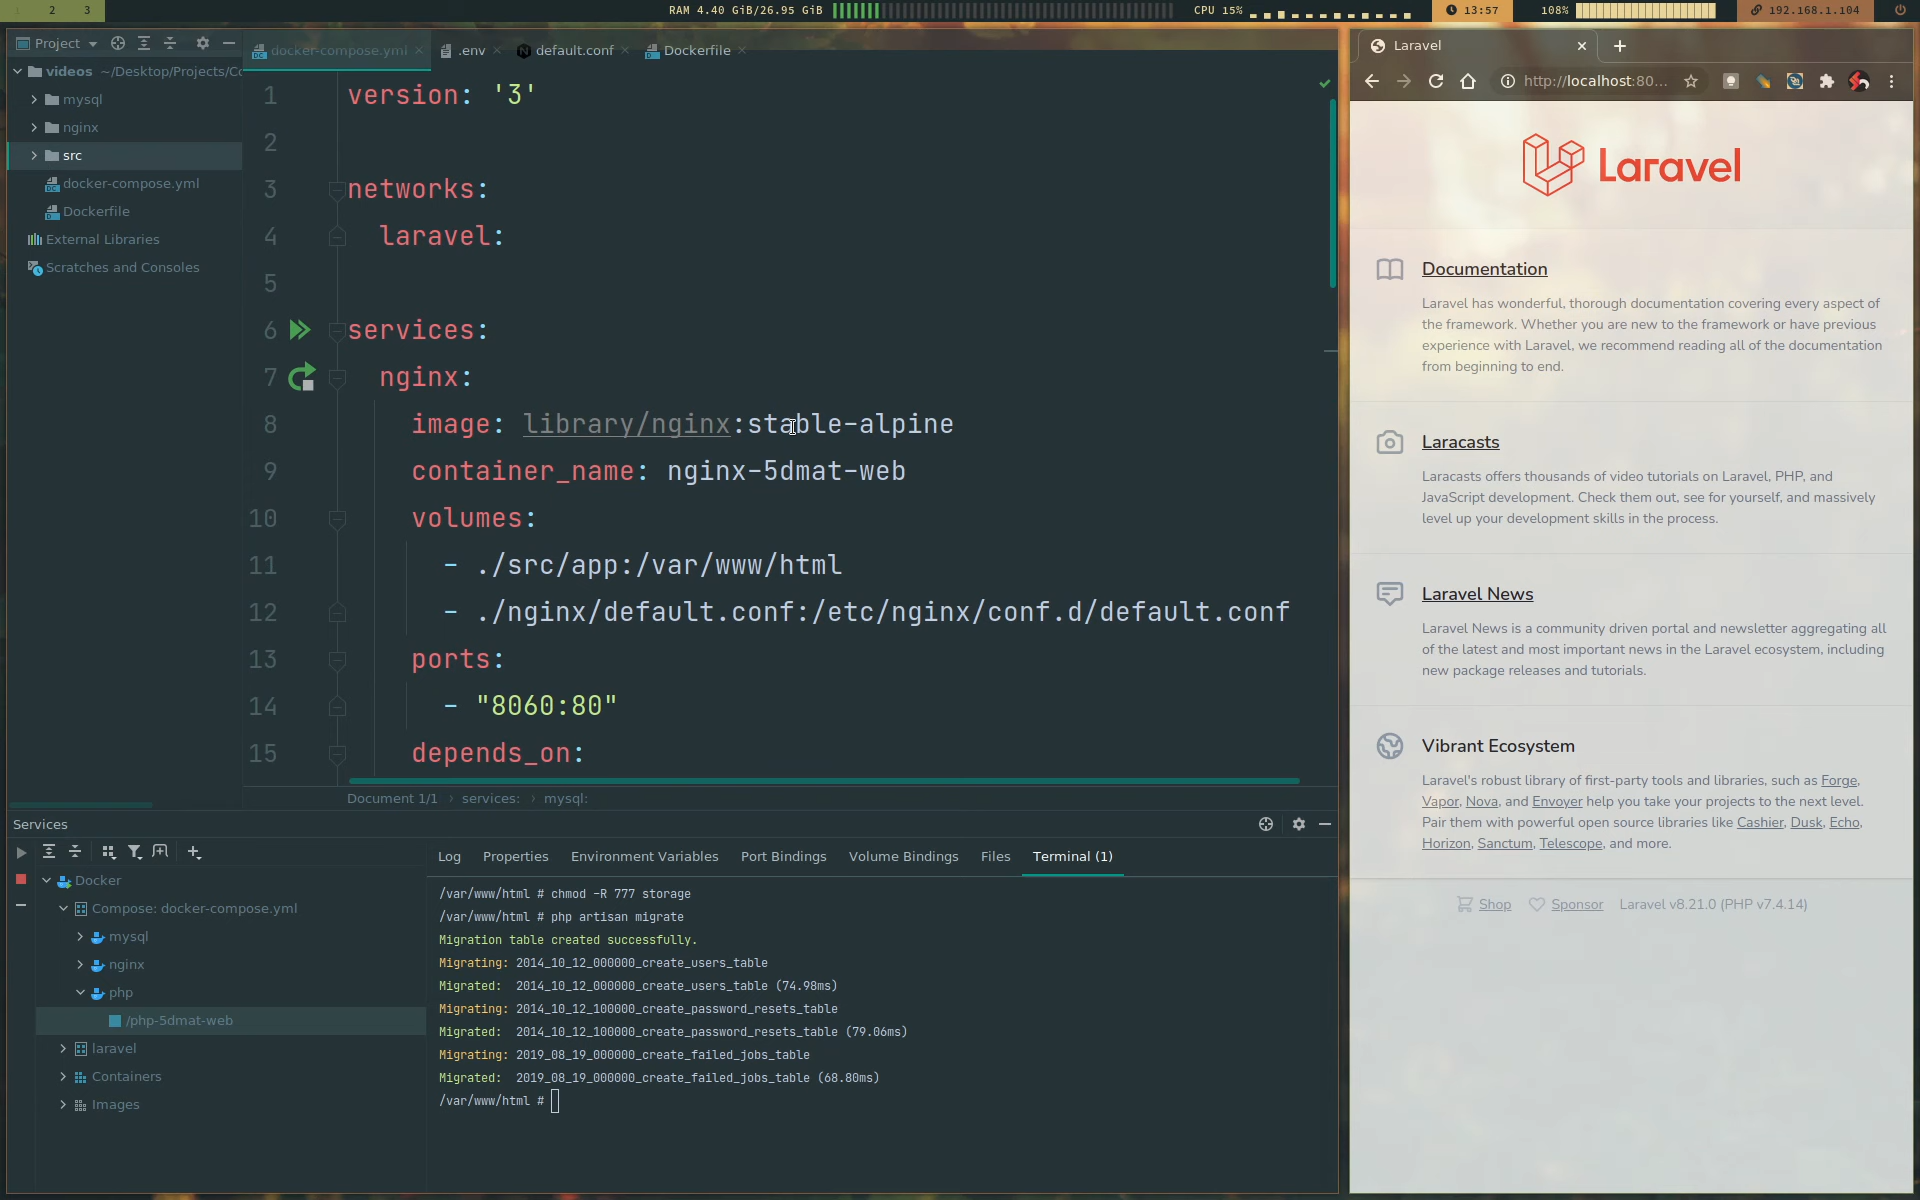 1 2 3
RAM 4.40 GiB/26.95 GiB
CPU 15%
13:57
108%
192.168.1.104
Project
videos ~/Desktop/Projects/Co
mysql
nginx
src
docker-compose.yml
Dockerfile
External Libraries
Scratches and Consoles
docker-compose.yml
.env
default.conf
Dockerfile
1 version: '3'
2
3 networks:
4 laravel:
5
6 services:
7 nginx:
8 image: library/nginx:stable-alpine
9 container_name: nginx-5dmat-web
10 volumes:
11 - ./src/app:/var/www/html
12 - ./nginx/default.conf:/etc/nginx/conf.d/default.conf
13 ports:
14 - "8060:80"
15 depends_on:
Document 1/1 › services: › mysql:
Services
Docker
Compose: docker-compose.yml
mysql
nginx
php
/php-5dmat-web
laravel
Containers
Images
Log Properties Environment Variables Port Bindings Volume Bindings Files Terminal (1)
/var/www/html # chmod -R 777 storage
/var/www/html # php artisan migrate
Migration table created successfully.
Migrating: 2014_10_12_000000_create_users_table
Migrated: 2014_10_12_000000_create_users_table (74.98ms)
Migrating: 2014_10_12_100000_create_password_resets_table
Migrated: 2014_10_12_100000_create_password_resets_table (79.06ms)
Migrating: 2019_08_19_000000_create_failed_jobs_table
Migrated: 2019_08_19_000000_create_failed_jobs_table (68.80ms)
/var/www/html #
Laravel
http://localhost:80...
Laravel
Documentation
Laravel has wonderful, thorough documentation covering every aspect of
the framework. Whether you are new to the framework or have previous
experience with Laravel, we recommend reading all of the documentation
from beginning to end.
Laracasts
Laracasts offers thousands of video tutorials on Laravel, PHP, and
JavaScript development. Check them out, see for yourself, and massively
level up your development skills in the process.
Laravel News
Laravel News is a community driven portal and newsletter aggregating all
of the latest and most important news in the Laravel ecosystem, including
new package releases and tutorials.
Vibrant Ecosystem
Laravel's robust library of first-party tools and libraries, such as Forge,
Vapor, Nova, and Envoyer help you take your projects to the next level.
Pair them with powerful open source libraries like Cashier, Dusk, Echo,
Horizon, Sanctum, Telescope, and more.
Shop Sponsor Laravel v8.21.0 (PHP v7.4.14)